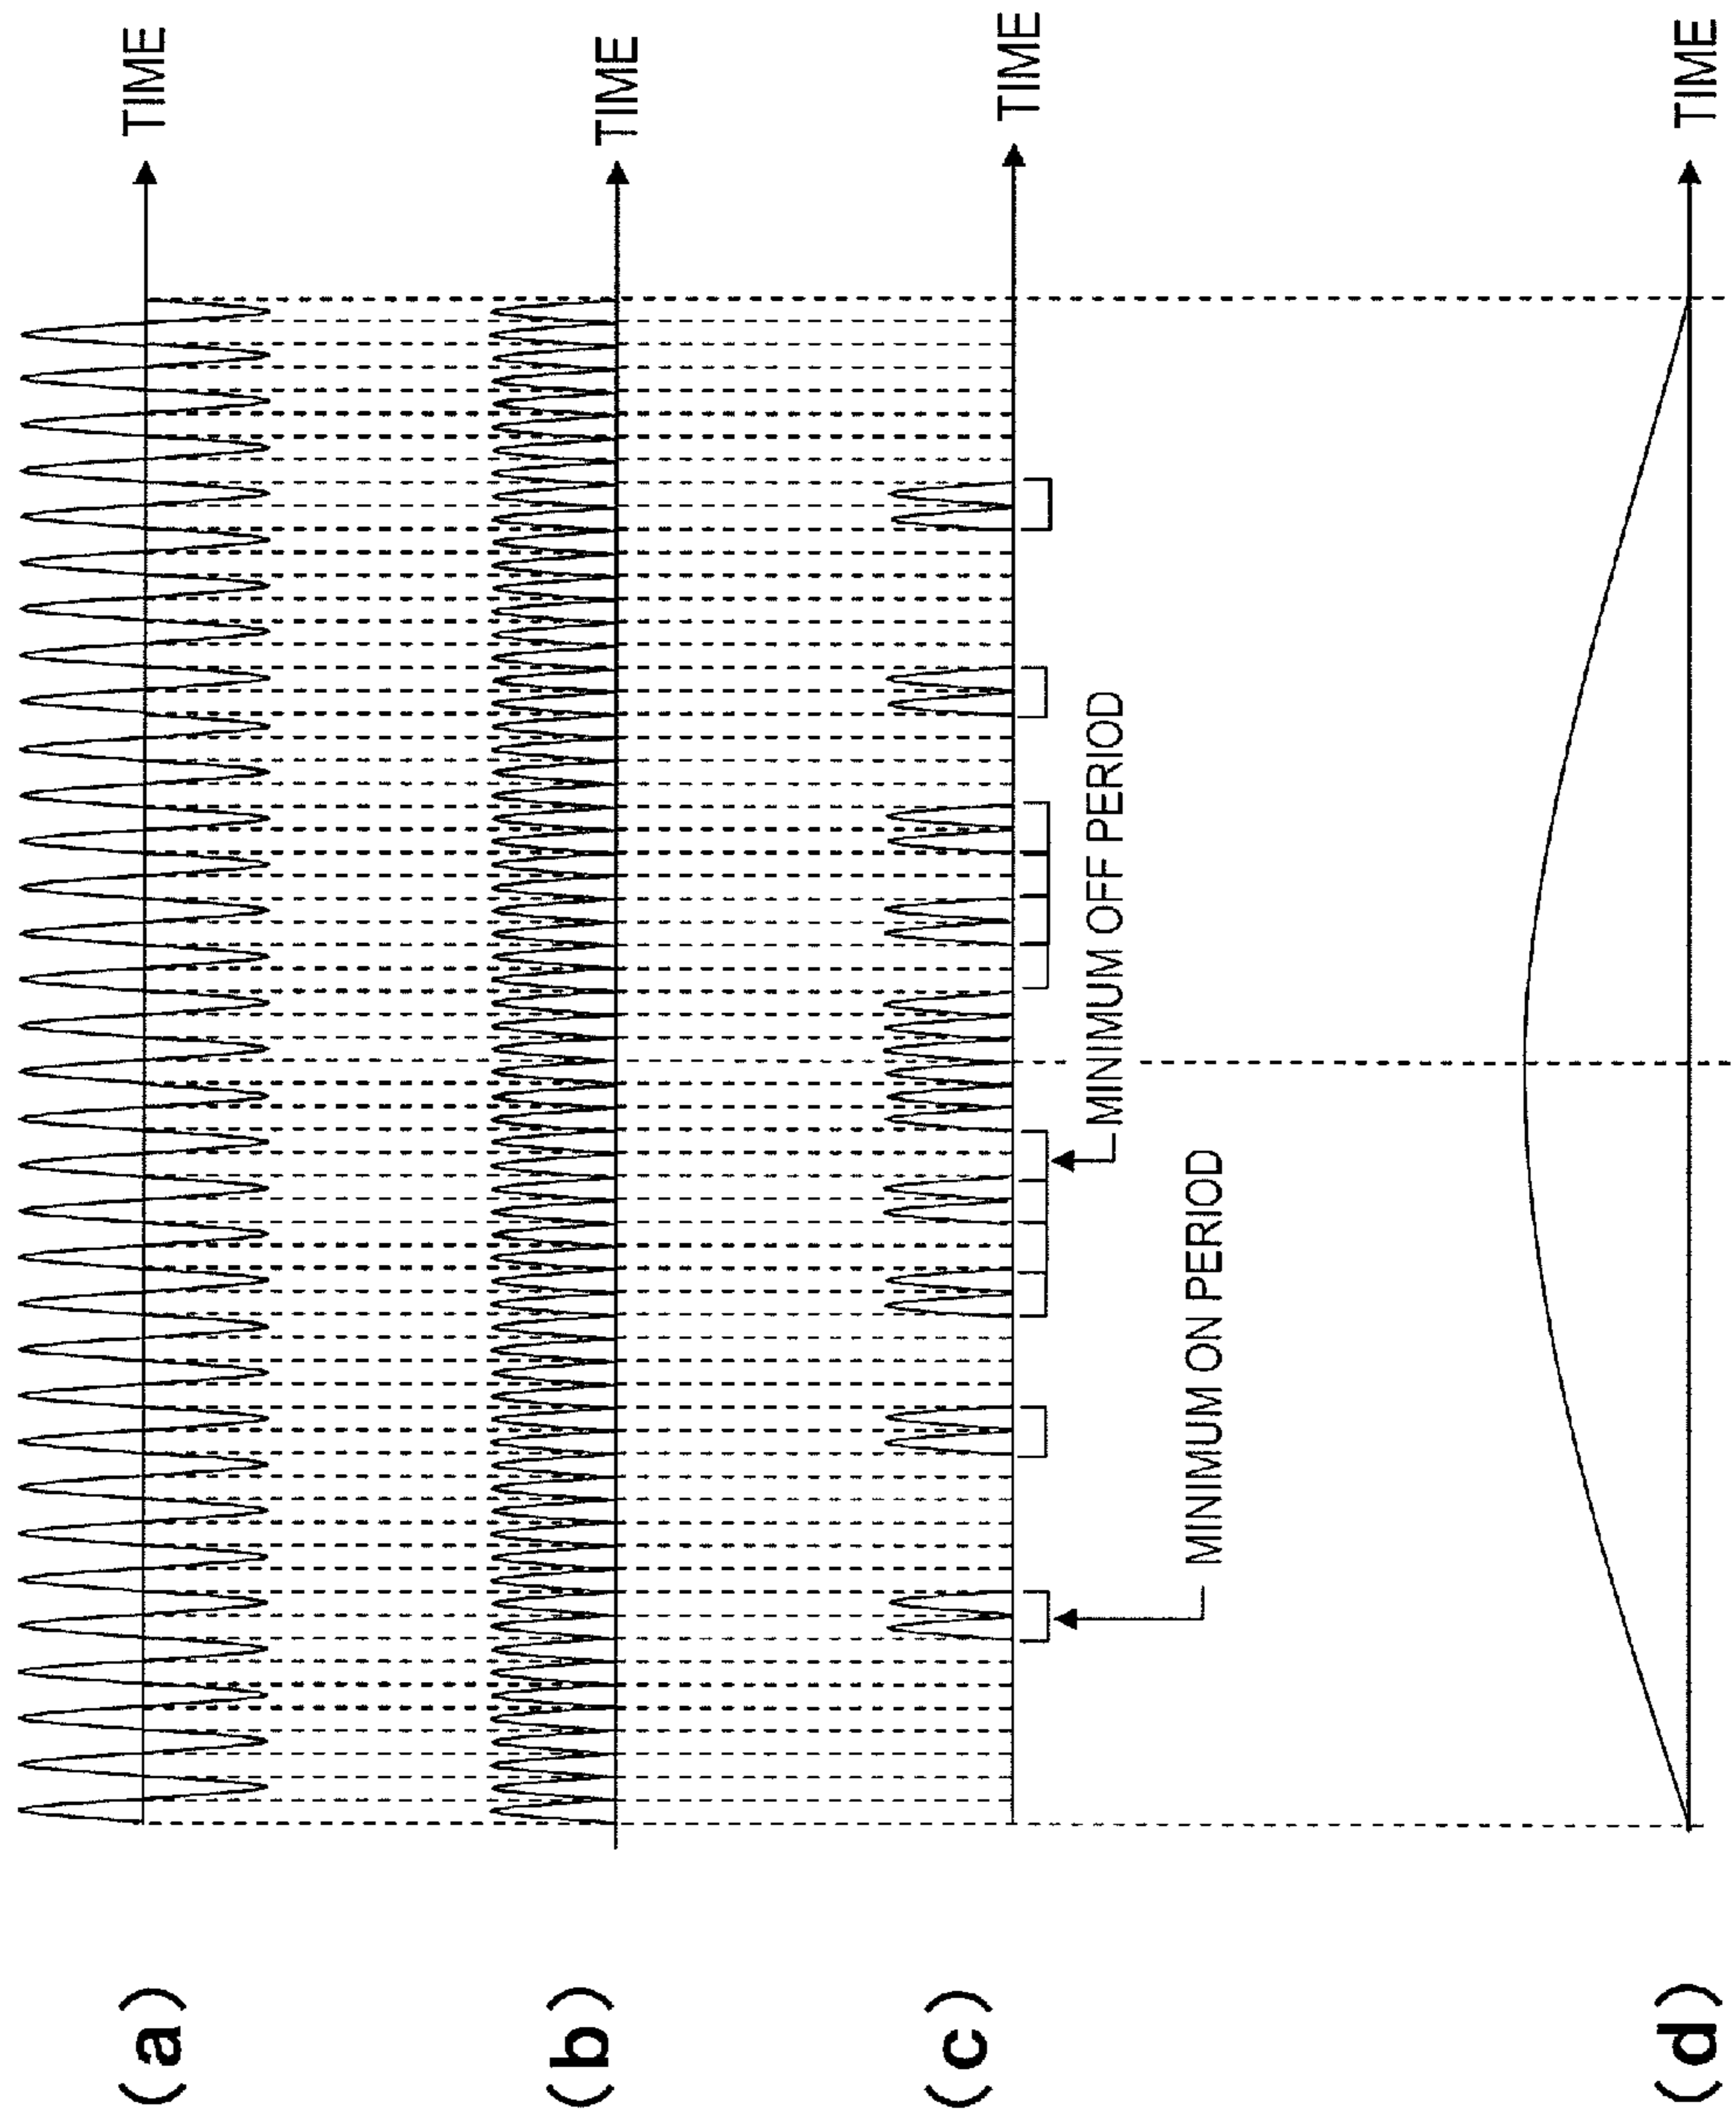 (a)
TIME
(b)
TIME
(c)
TIME
MINIMUM OFF PERIOD
MINIMUM ON PERIOD
(d)
TIME